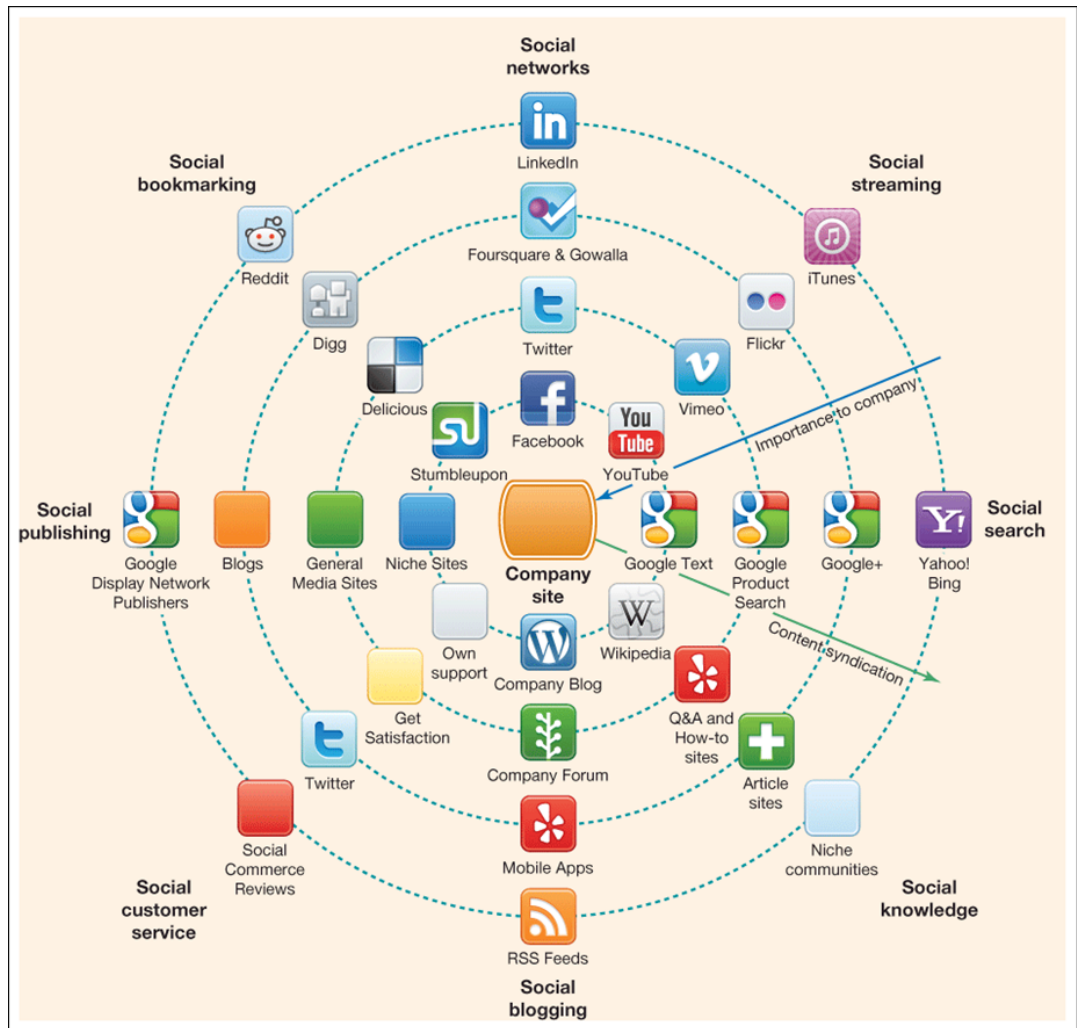 Social
networks
in
LinkedIn
Social
bookmarking
Social
streaming
Reddit
iTunes
Foursquare & Gowalla
Digg
Flickr
t
Twitter
Delicious
v
Vimeo
f
Facebook
You
Tube
YouTube
Importance to company
Stumbleupon
Social
publishing
g
Google
Display Network
Publishers
Blogs
General
Media Sites
Niche Sites
Company
site
g
Google Text
g
Google
Product
Search
g
Google+
Y!
Yahoo!
Bing
Social
search
Content syndication
Own
support
W
Company Blog
W
Wikipedia
Get
Satisfaction
Company Forum
Q&A and
How-to
sites
t
Twitter
Mobile Apps
Article
sites
Social
Commerce
Reviews
Niche
communities
Social
customer
service
RSS Feeds
Social
knowledge
Social
blogging